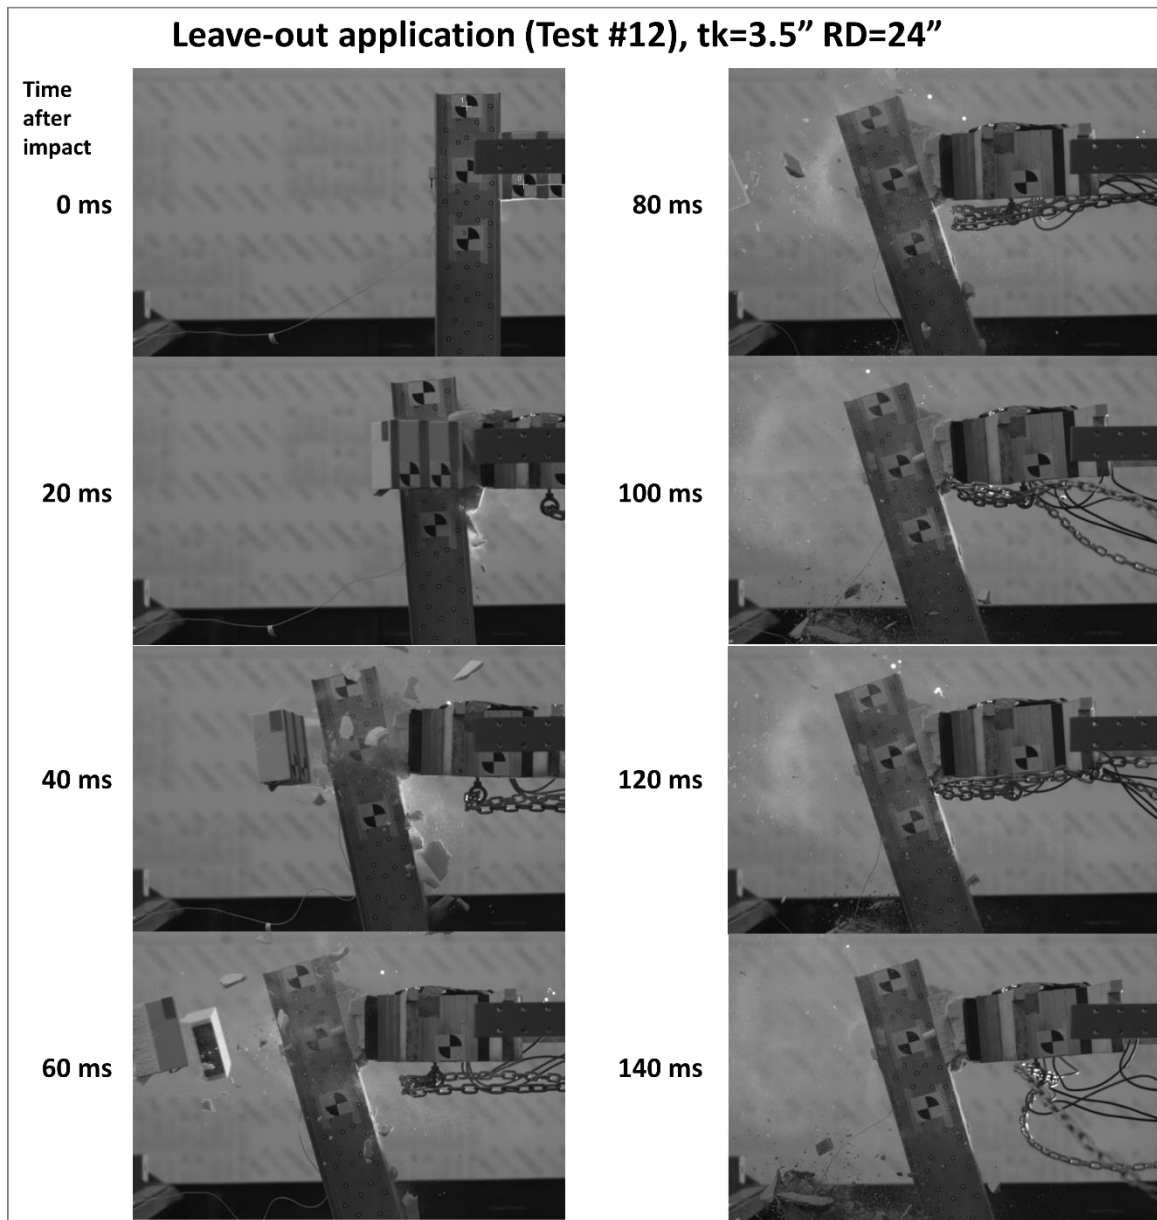 Leave-out application (Test #12), tk=3.5” RD=24”
Time
after
impact
0 ms
20 ms
40 ms
60 ms
80 ms
100 ms
120 ms
140 ms